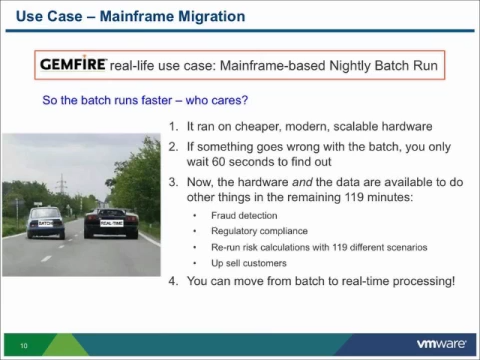 Use Case – Mainframe Migration
GEMFIRE real-life use case: Mainframe-based Nightly Batch Run
So the batch runs faster – who cares?
1. It ran on cheaper, modern, scalable hardware
2. If something goes wrong with the batch, you only
wait 60 seconds to find out
3. Now, the hardware and the data are available to do
other things in the remaining 119 minutes:
• Fraud detection
• Regulatory compliance
• Re-run risk calculations with 119 different scenarios
• Up sell customers
4. You can move from batch to real-time processing!
BATCH
REAL-TIME
10
vmware